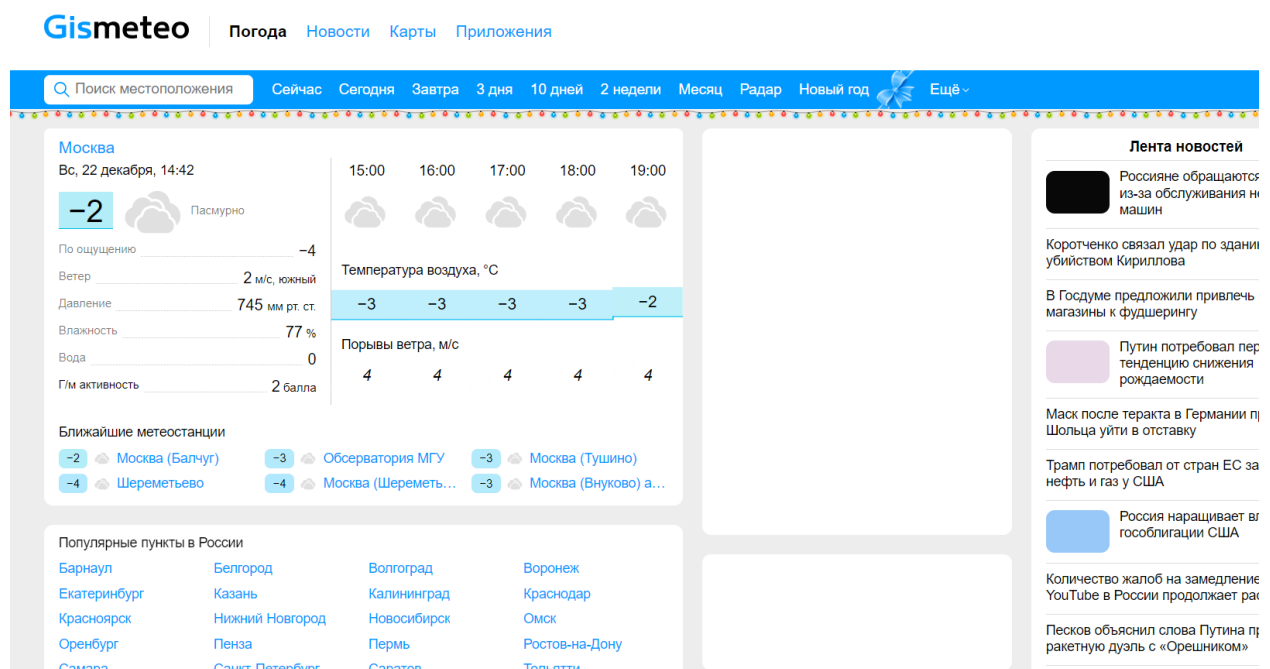 Gismeteo
Погода Новости Карты Приложения
Поиск местоположения Сейчас Сегодня Завтра 3 дня 10 дней 2 недели Месяц Радар Новый год Ещё
Москва
Вс, 22 декабря, 14:42
−2 Пасмурно
По ощущению −4
Ветер 2 м/с, южный
Давление 745 мм рт. ст.
Влажность 77 %
Вода 0
Г/м активность 2 балла
15:00 16:00 17:00 18:00 19:00
Температура воздуха, °C
−3 −3 −3 −3 −2
Порывы ветра, м/с
4 4 4 4 4
Ближайшие метеостанции
−2 Москва (Балчуг) −3 Обсерватория МГУ −3 Москва (Тушино)
−4 Шереметьево −4 Москва (Шереметь… −3 Москва (Внуково) а…
Популярные пункты в России
Барнаул Белгород Волгоград Воронеж
Екатеринбург Казань Калининград Краснодар
Красноярск Нижний Новгород Новосибирск Омск
Оренбург Пенза Пермь Ростов-на-Дону
Самара Санкт-Петербург Саратов Тольятти
Лента новостей
Россияне обращаются
из-за обслуживания
машин
Коротченко связал удар по
убийством Кириллова
В Госдуме предложили привлечь
магазины к фудшерингу
Путин потребовал
тенденцию снижения
рождаемости
Маск после теракта в Германии
Шольца уйти в отставку
Трамп потребовал от стран ЕС
нефть и газ у США
Россия наращивает
гособлигации США
Количество жалоб на замедление
YouTube в России продолжает
Песков объяснил слова Путина
ракетную дуэль с «Орешником»